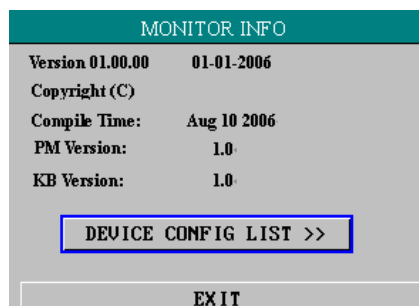 MONITOR INFO
Version 01.00.00 01-01-2006
Copyright (C)
Compile Time: Aug 10 2006
PM Version: 1.0
KB Version: 1.0
DEVICE CONFIG LIST >>
EXIT